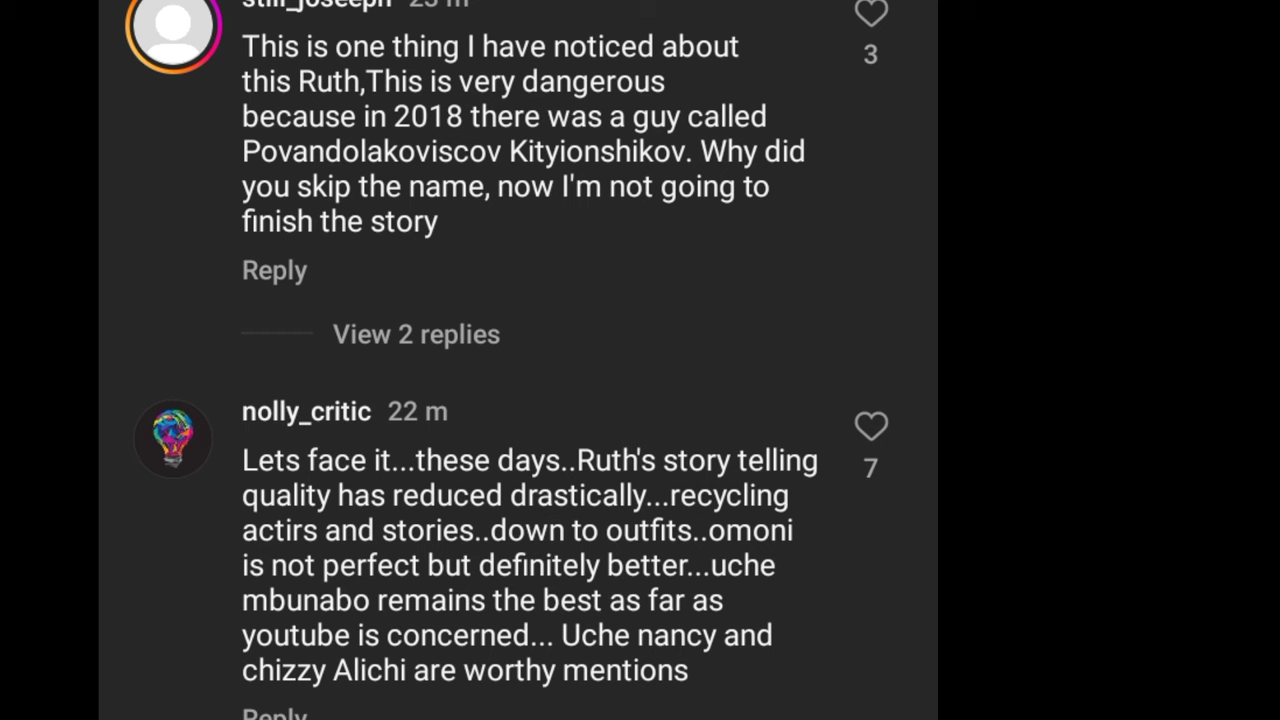 still_joseeph 23 m
3
This is one thing I have noticed about
this Ruth,This is very dangerous
because in 2018 there was a guy called
Povandolakoviscov Kityionshikov. Why did
you skip the name, now I'm not going to
finish the story
Reply
View 2 replies
nolly_critic 22 m
7
Lets face it...these days..Ruth's story telling
quality has reduced drastically...recycling
actirs and stories..down to outfits..omoni
is not perfect but definitely better...uche
mbunabo remains the best as far as
youtube is concerned... Uche nancy and
chizzy Alichi are worthy mentions
Reply